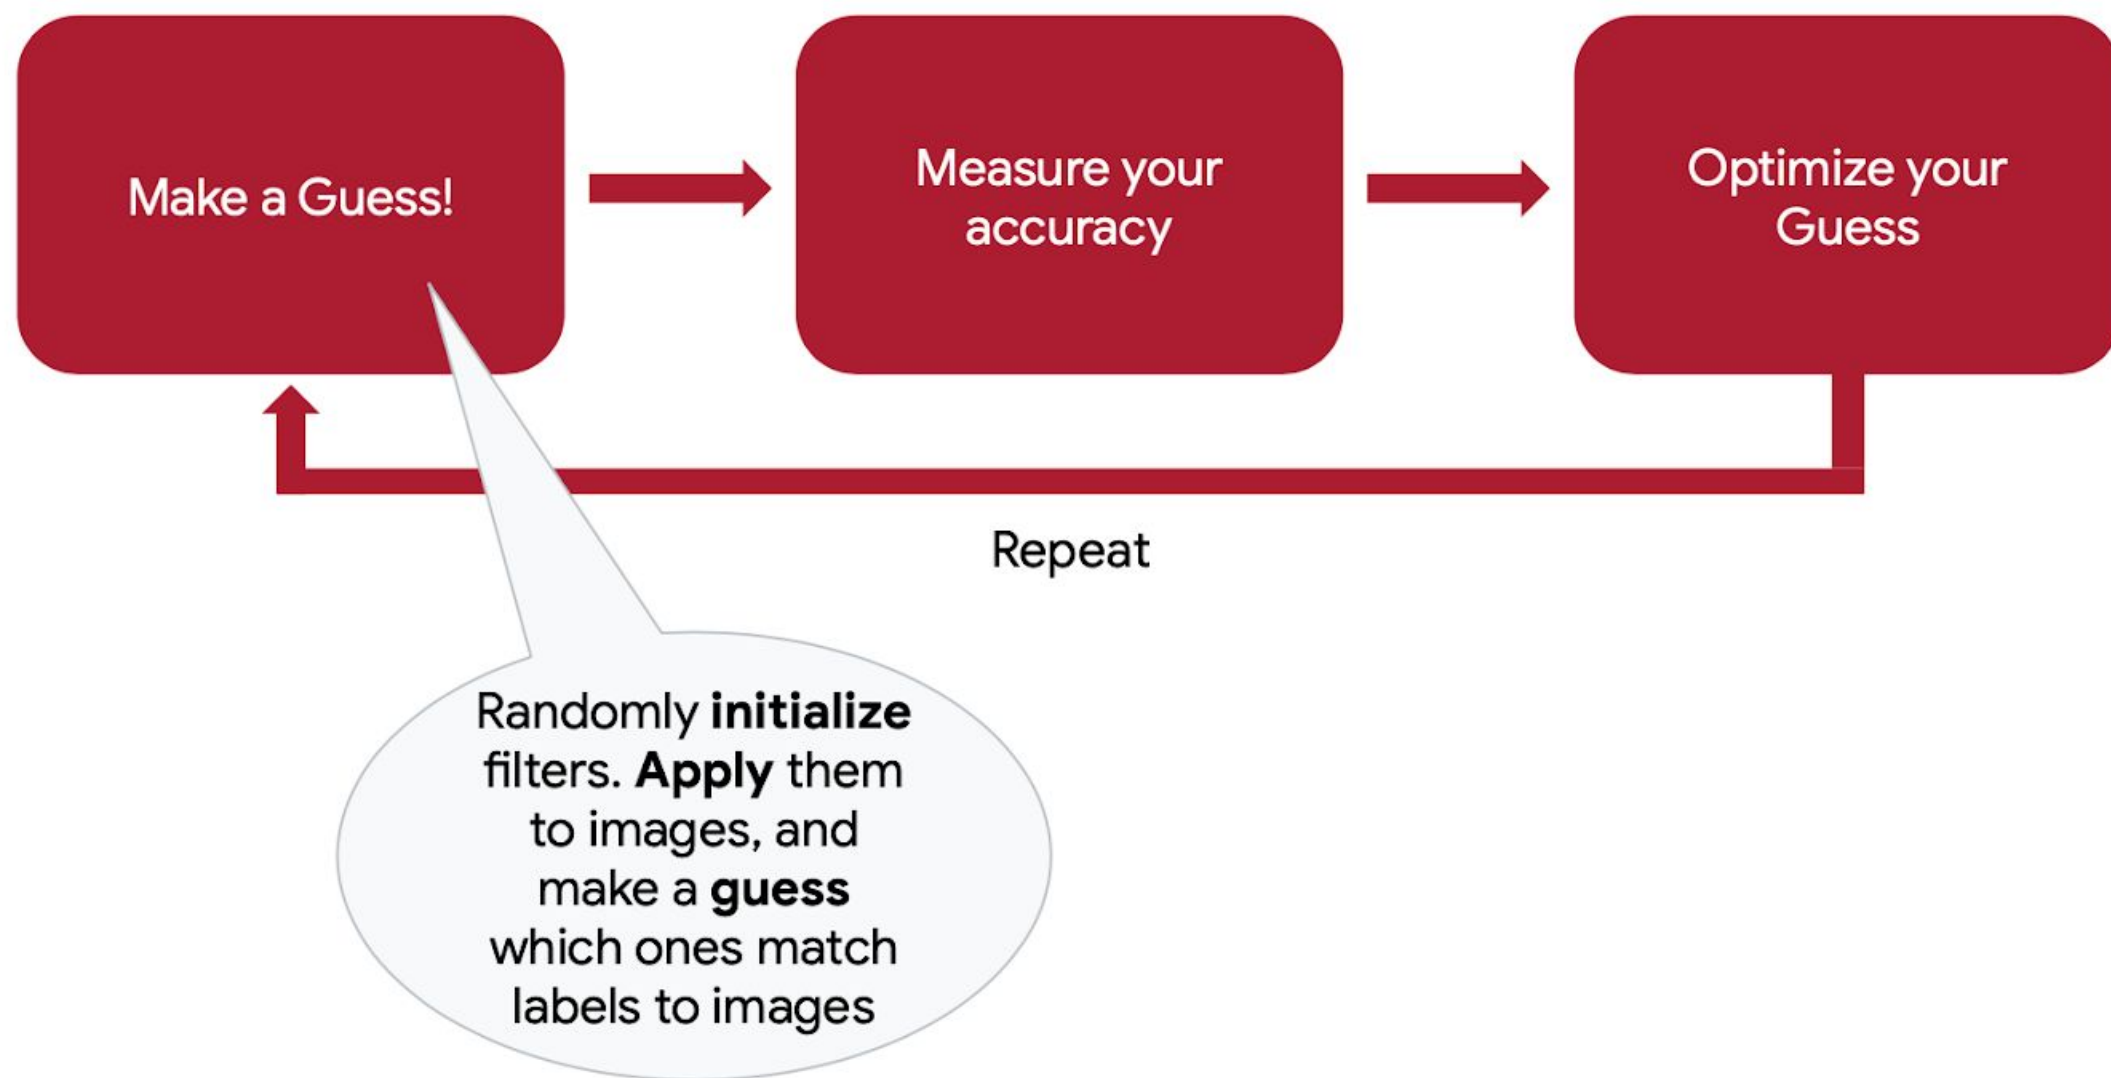 Make a Guess!
Measure your
accuracy
Optimize your
Guess
Repeat
Randomly initialize
filters. Apply them
to images, and
make a guess
which ones match
labels to images